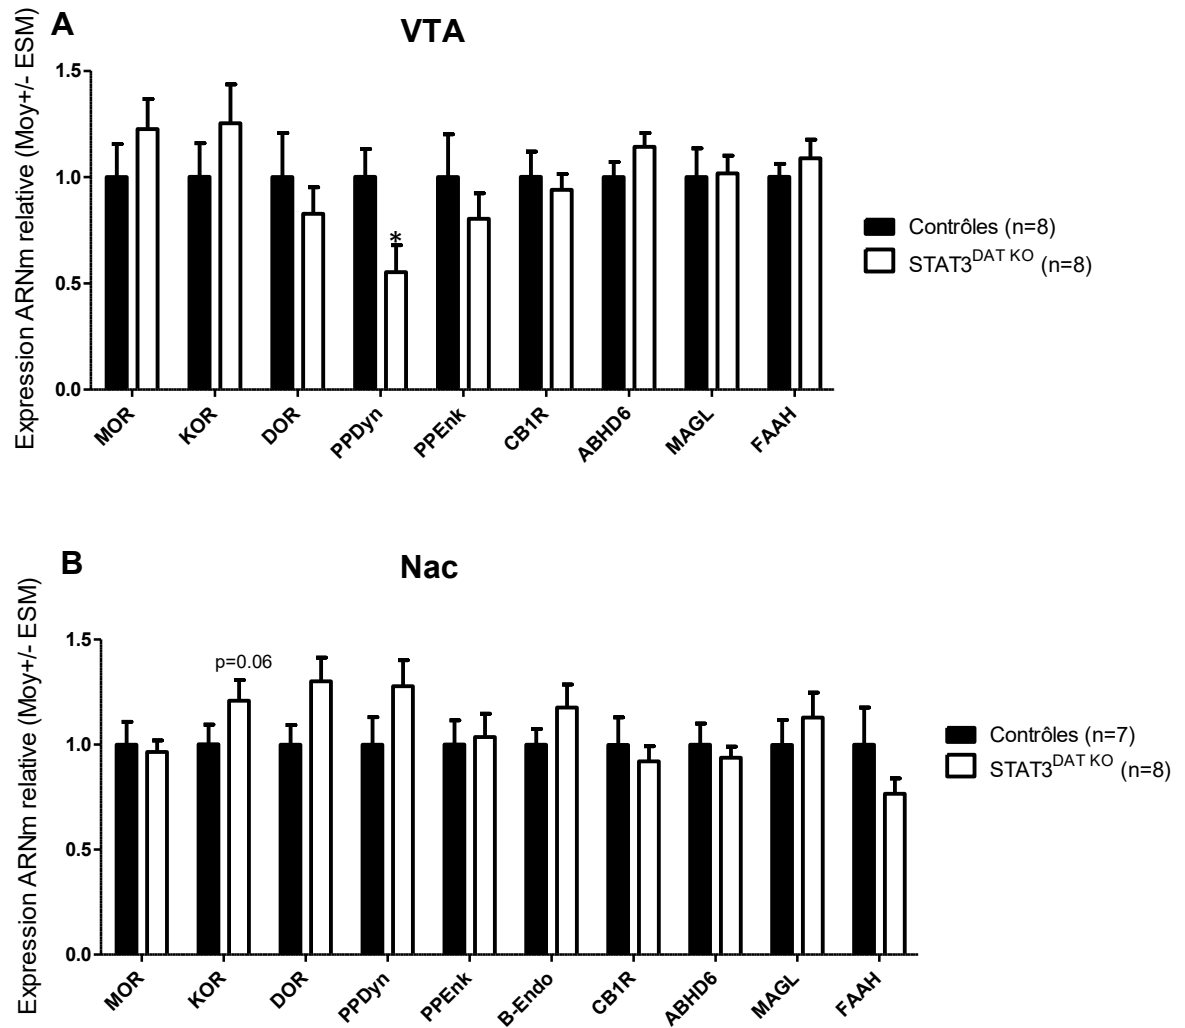 A
VTA
Expression ARNm relative (Moy+/- ESM)
1.5
1.0
0.5
0.0
*
MOR
KOR
DOR
PPDyn
PPEnk
CB1R
ABHD6
MAGL
FAAH
Contrôles (n=8)
STAT3DAT KO (n=8)
B
Nac
Expression ARNm relative (Moy+/- ESM)
1.5
1.0
0.5
0.0
p=0.06
MOR
KOR
DOR
PPDyn
PPEnk
B-Endo
CB1R
ABHD6
MAGL
FAAH
Contrôles (n=7)
STAT3DAT KO (n=8)